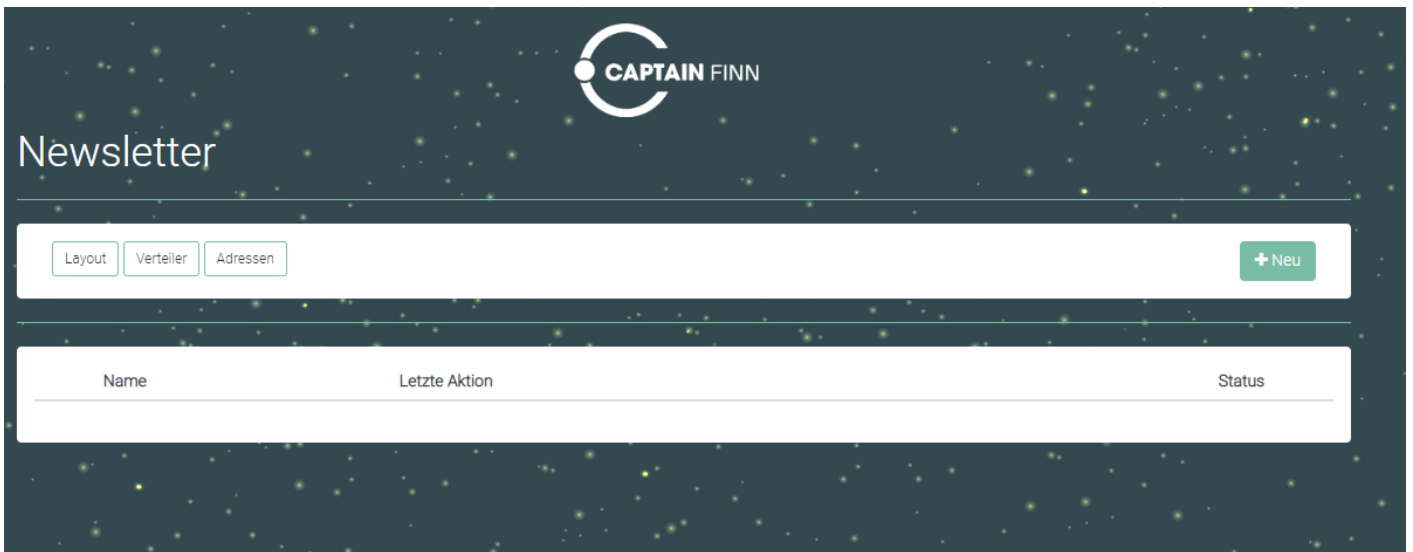 CAPTAIN FINN
Newsletter
Layout Verteiler Adressen + Neu
Name Letzte Aktion Status